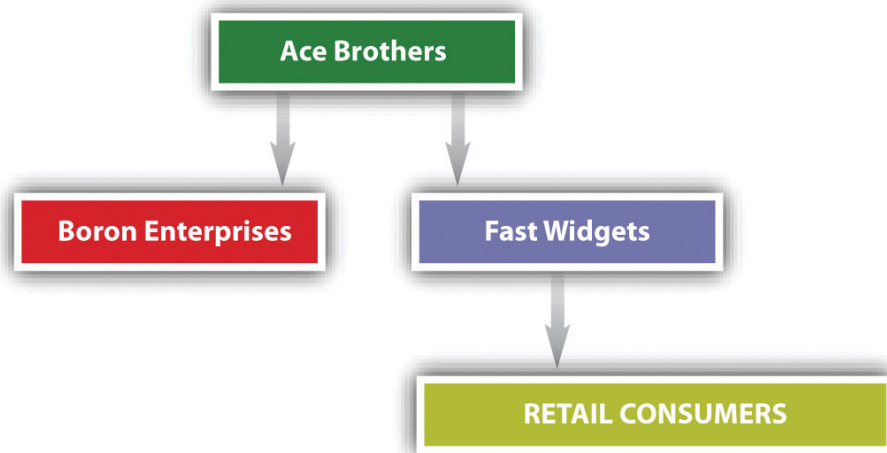 Ace Brothers
Boron Enterprises
Fast Widgets
RETAIL CONSUMERS